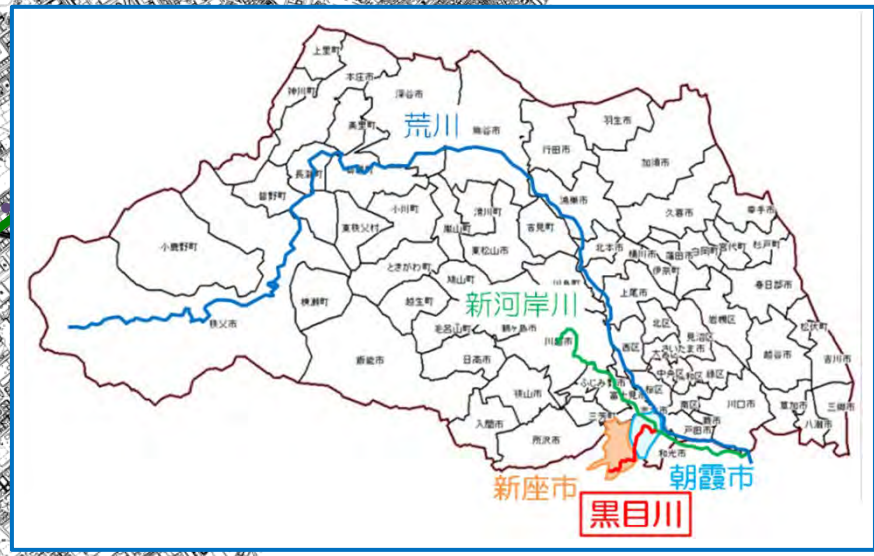 上里町
本庄市
神川町
深谷市
美里町
荒川
熊谷市
羽生市
行田市
加須市
長瀞町
皆野町
小川町
滑川町
鴻巣市
吉見町
久喜市
幸手市
小鹿野町
東秩父村
嵐山町
東松山市
北本市
桶川市
蓮田市
白岡町
宮代町
杉戸町
伊奈町
ときがわ町
鳩山町
川島町
上尾市
春日部市
秩父市
横瀬町
越生町
新河岸川
毛呂山町
鶴ヶ島市
川越市
西区
北区
見沼区
岩槻区
さいたま市
松伏町
飯能市
日高市
大宮区
越谷市
吉川市
中央区
浦和区
緑区
ふじみ野市
富士見市
桜区
南区
狭山市
三芳町
志木市
川口市
草加市
三郷市
八潮市
蕨市
戸田市
入間市
所沢市
和光市
新座市
朝霞市
黒目川